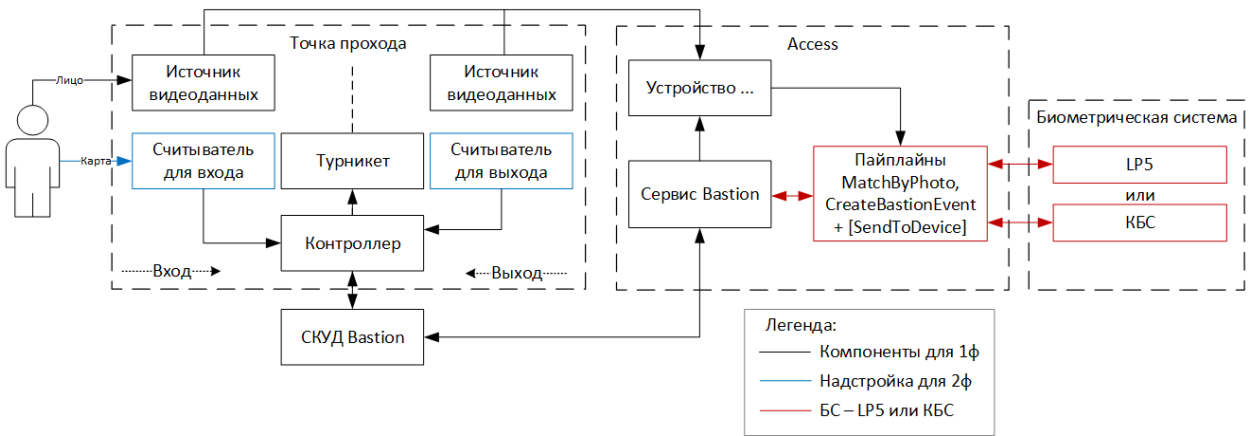 Точка прохода
Лицо
Источник
видеоданных
Источник
видеоданных
Карта
Считыватель
для входа
Турникет
Считыватель
для выхода
Контроллер
Вход
Выход
СКУД Bastion
Access
Устройство ...
Сервис Bastion
Пайплайны
MatchByPhoto,
CreateBastionEvent
+ [SendToDevice]
Биометрическая система
LP5
или
КБС
Легенда:
Компоненты для 1ф
Надстройка для 2ф
БС – LP5 или КБС